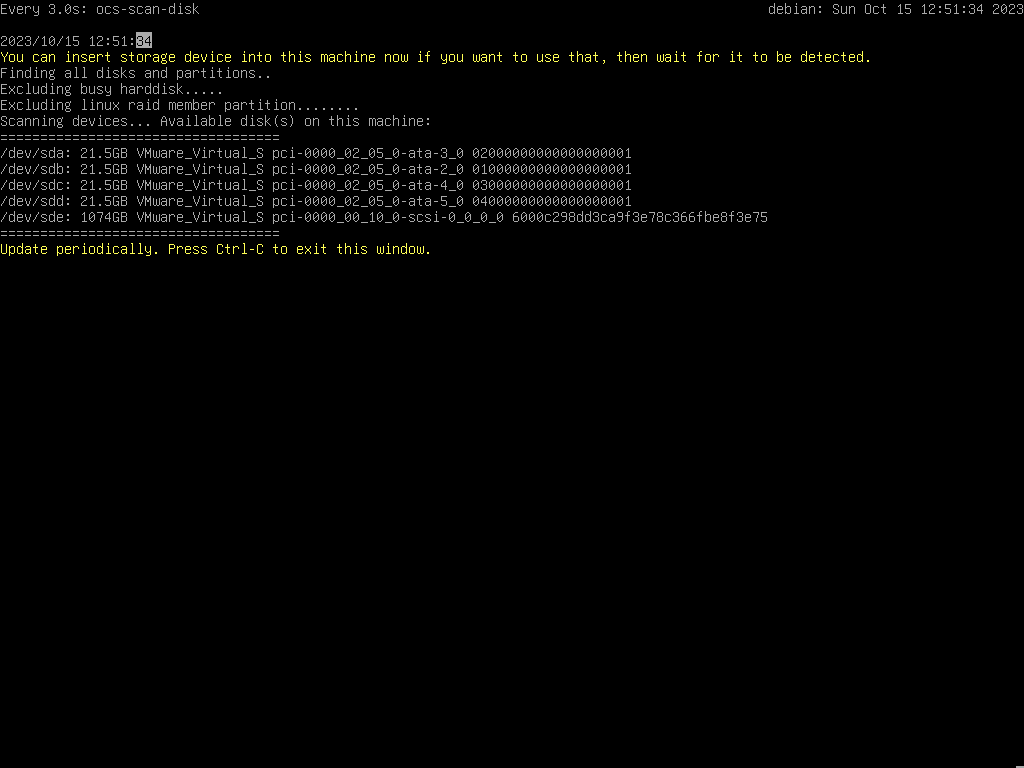 Every 3.0s: ocs-scan-disk debian: Sun Oct 15 12:51:34 2023
2023/10/15 12:51:34
You can insert storage device into this machine now if you want to use that, then wait for it to be detected.
Finding all disks and partitions..
Excluding busy harddisk.....
Excluding linux raid member partition........
Scanning devices... Available disk(s) on this machine:
===================================
/dev/sda: 21.5GB VMware_Virtual_S pci-0000_02_05_0-ata-3_0 02000000000000000001
/dev/sdb: 21.5GB VMware_Virtual_S pci-0000_02_05_0-ata-2_0 01000000000000000001
/dev/sdc: 21.5GB VMware_Virtual_S pci-0000_02_05_0-ata-4_0 03000000000000000001
/dev/sdd: 21.5GB VMware_Virtual_S pci-0000_02_05_0-ata-5_0 04000000000000000001
/dev/sde: 1074GB VMware_Virtual_S pci-0000_00_10_0-scsi-0_0_0_0 6000c298dd3ca9f3e78c366fbe8f3e75
===================================
Update periodically. Press Ctrl-C to exit this window.